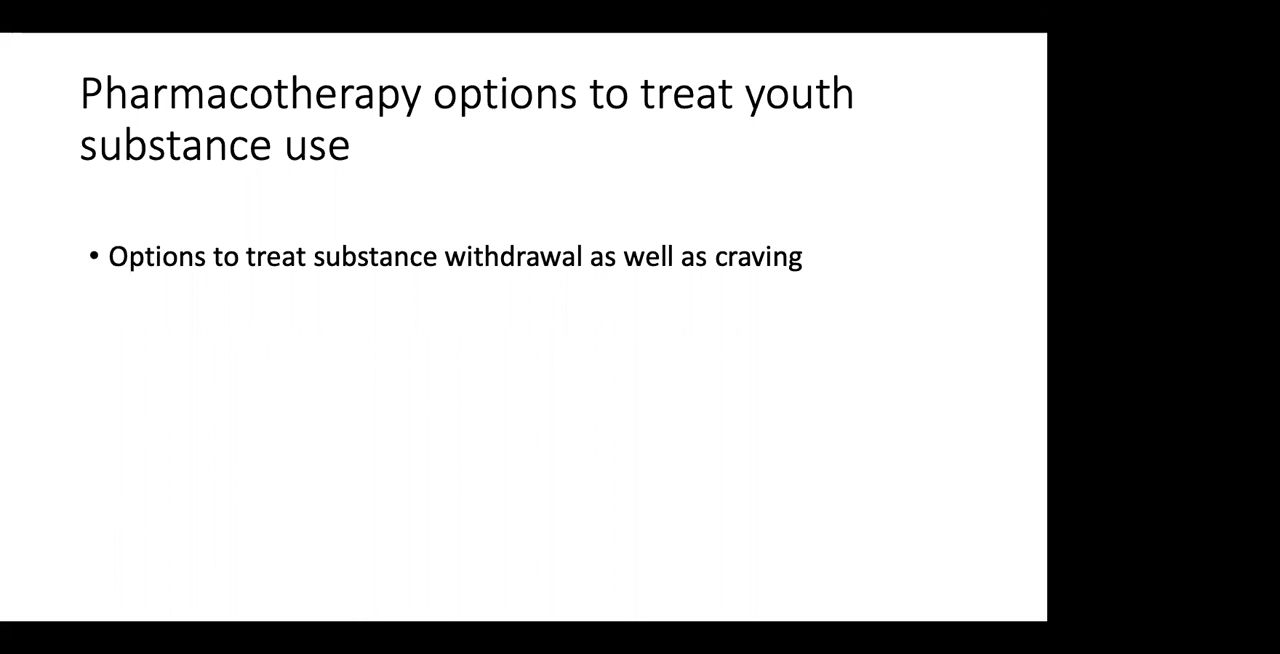 Pharmacotherapy options to treat youth
substance use
• Options to treat substance withdrawal as well as craving